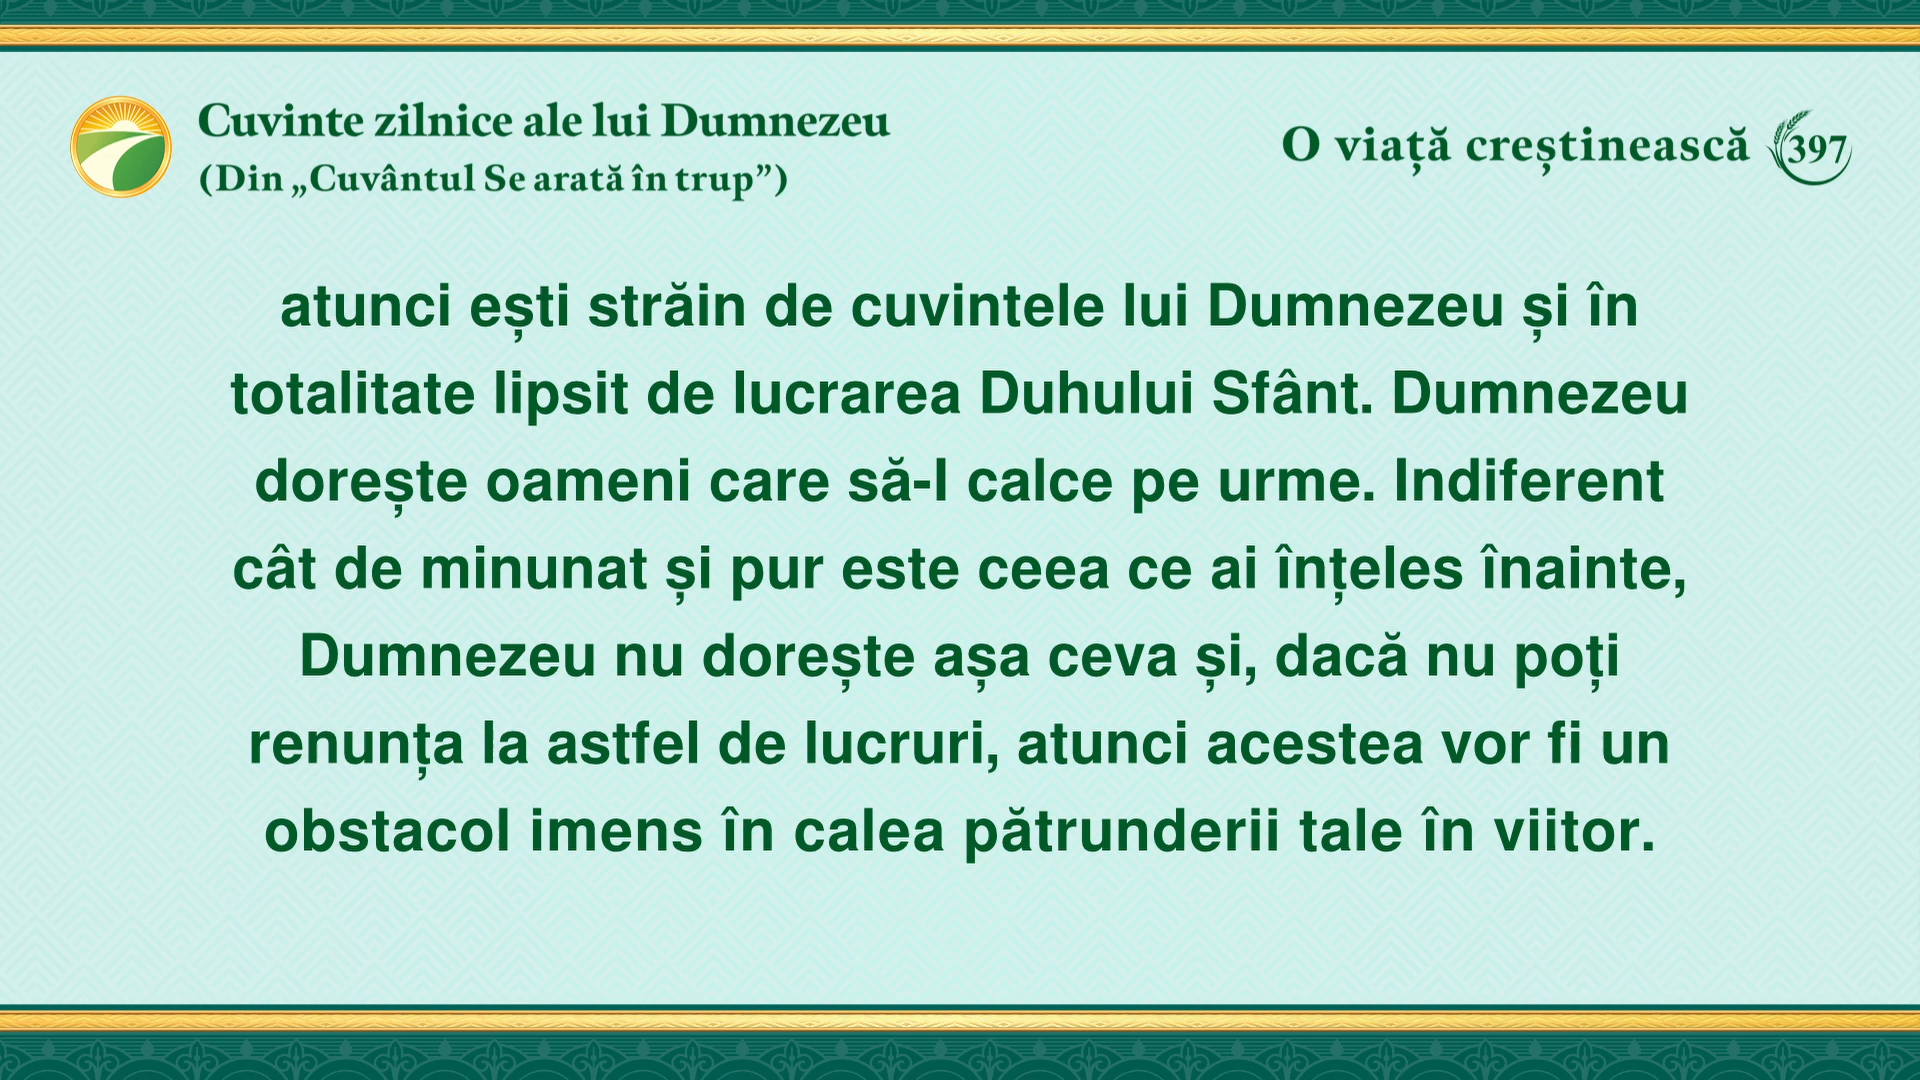 Cuvinte zilnice ale lui Dumnezeu
(Din „Cuvântul Se arată în trup”)
O viață creștinească 397
atunci ești străin de cuvintele lui Dumnezeu și în
totalitate lipsit de lucrarea Duhului Sfânt. Dumnezeu
dorește oameni care să-I calce pe urme. Indiferent
cât de minunat și pur este ceea ce ai înțeles înainte,
Dumnezeu nu dorește așa ceva și, dacă nu poți
renunța la astfel de lucruri, atunci acestea vor fi un
obstacol imens în calea pătrunderii tale în viitor.